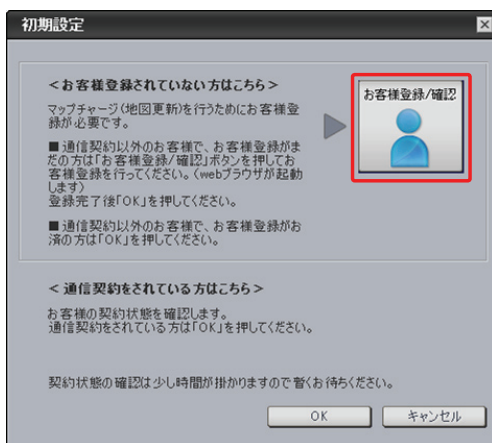 初期設定
<お客様登録されていない方はこちら>
マップチャージ(地図更新)を行うためにお客様登
録が必要です。
お客様登録/確認
■ 通信契約以外のお客様で、お客様登録がま
だの方は「お客様登録/確認」ボタンを押してお
客様登録を行ってください。(webブラウザが起動
します)
登録完了後「OK」を押してください。
■ 通信契約以外のお客様で、お客様登録がお
済の方は「OK」を押してください。
< 通信契約をされている方はこちら >
お客様の契約状態を確認します。
通信契約をされている方は「OK」を押してください。
契約状態の確認は少し時間が掛かりますので暫くお待ちください。
OK
キャンセル